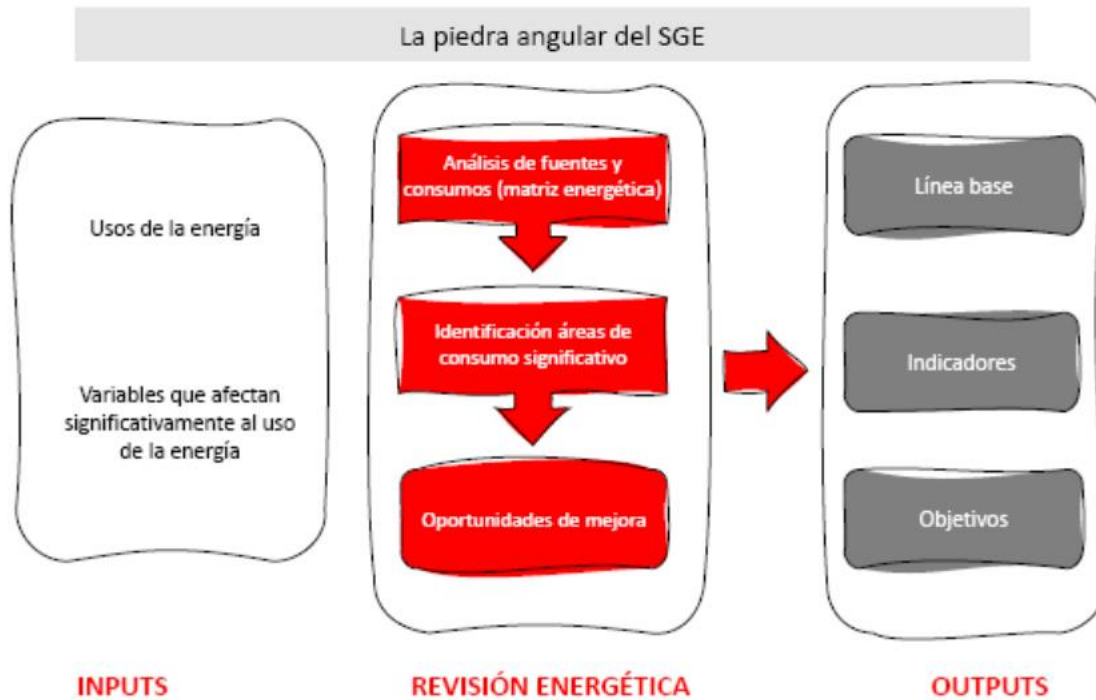 La piedra angular del SGE
Usos de la energía
Variables que afectan
significativamente al uso
de la energía
INPUTS
Análisis de fuentes y
consumos (matriz energética)
Identificación áreas de
consumo significativo
Oportunidades de mejora
REVISIÓN ENERGÉTICA
Línea base
Indicadores
Objetivos
OUTPUTS